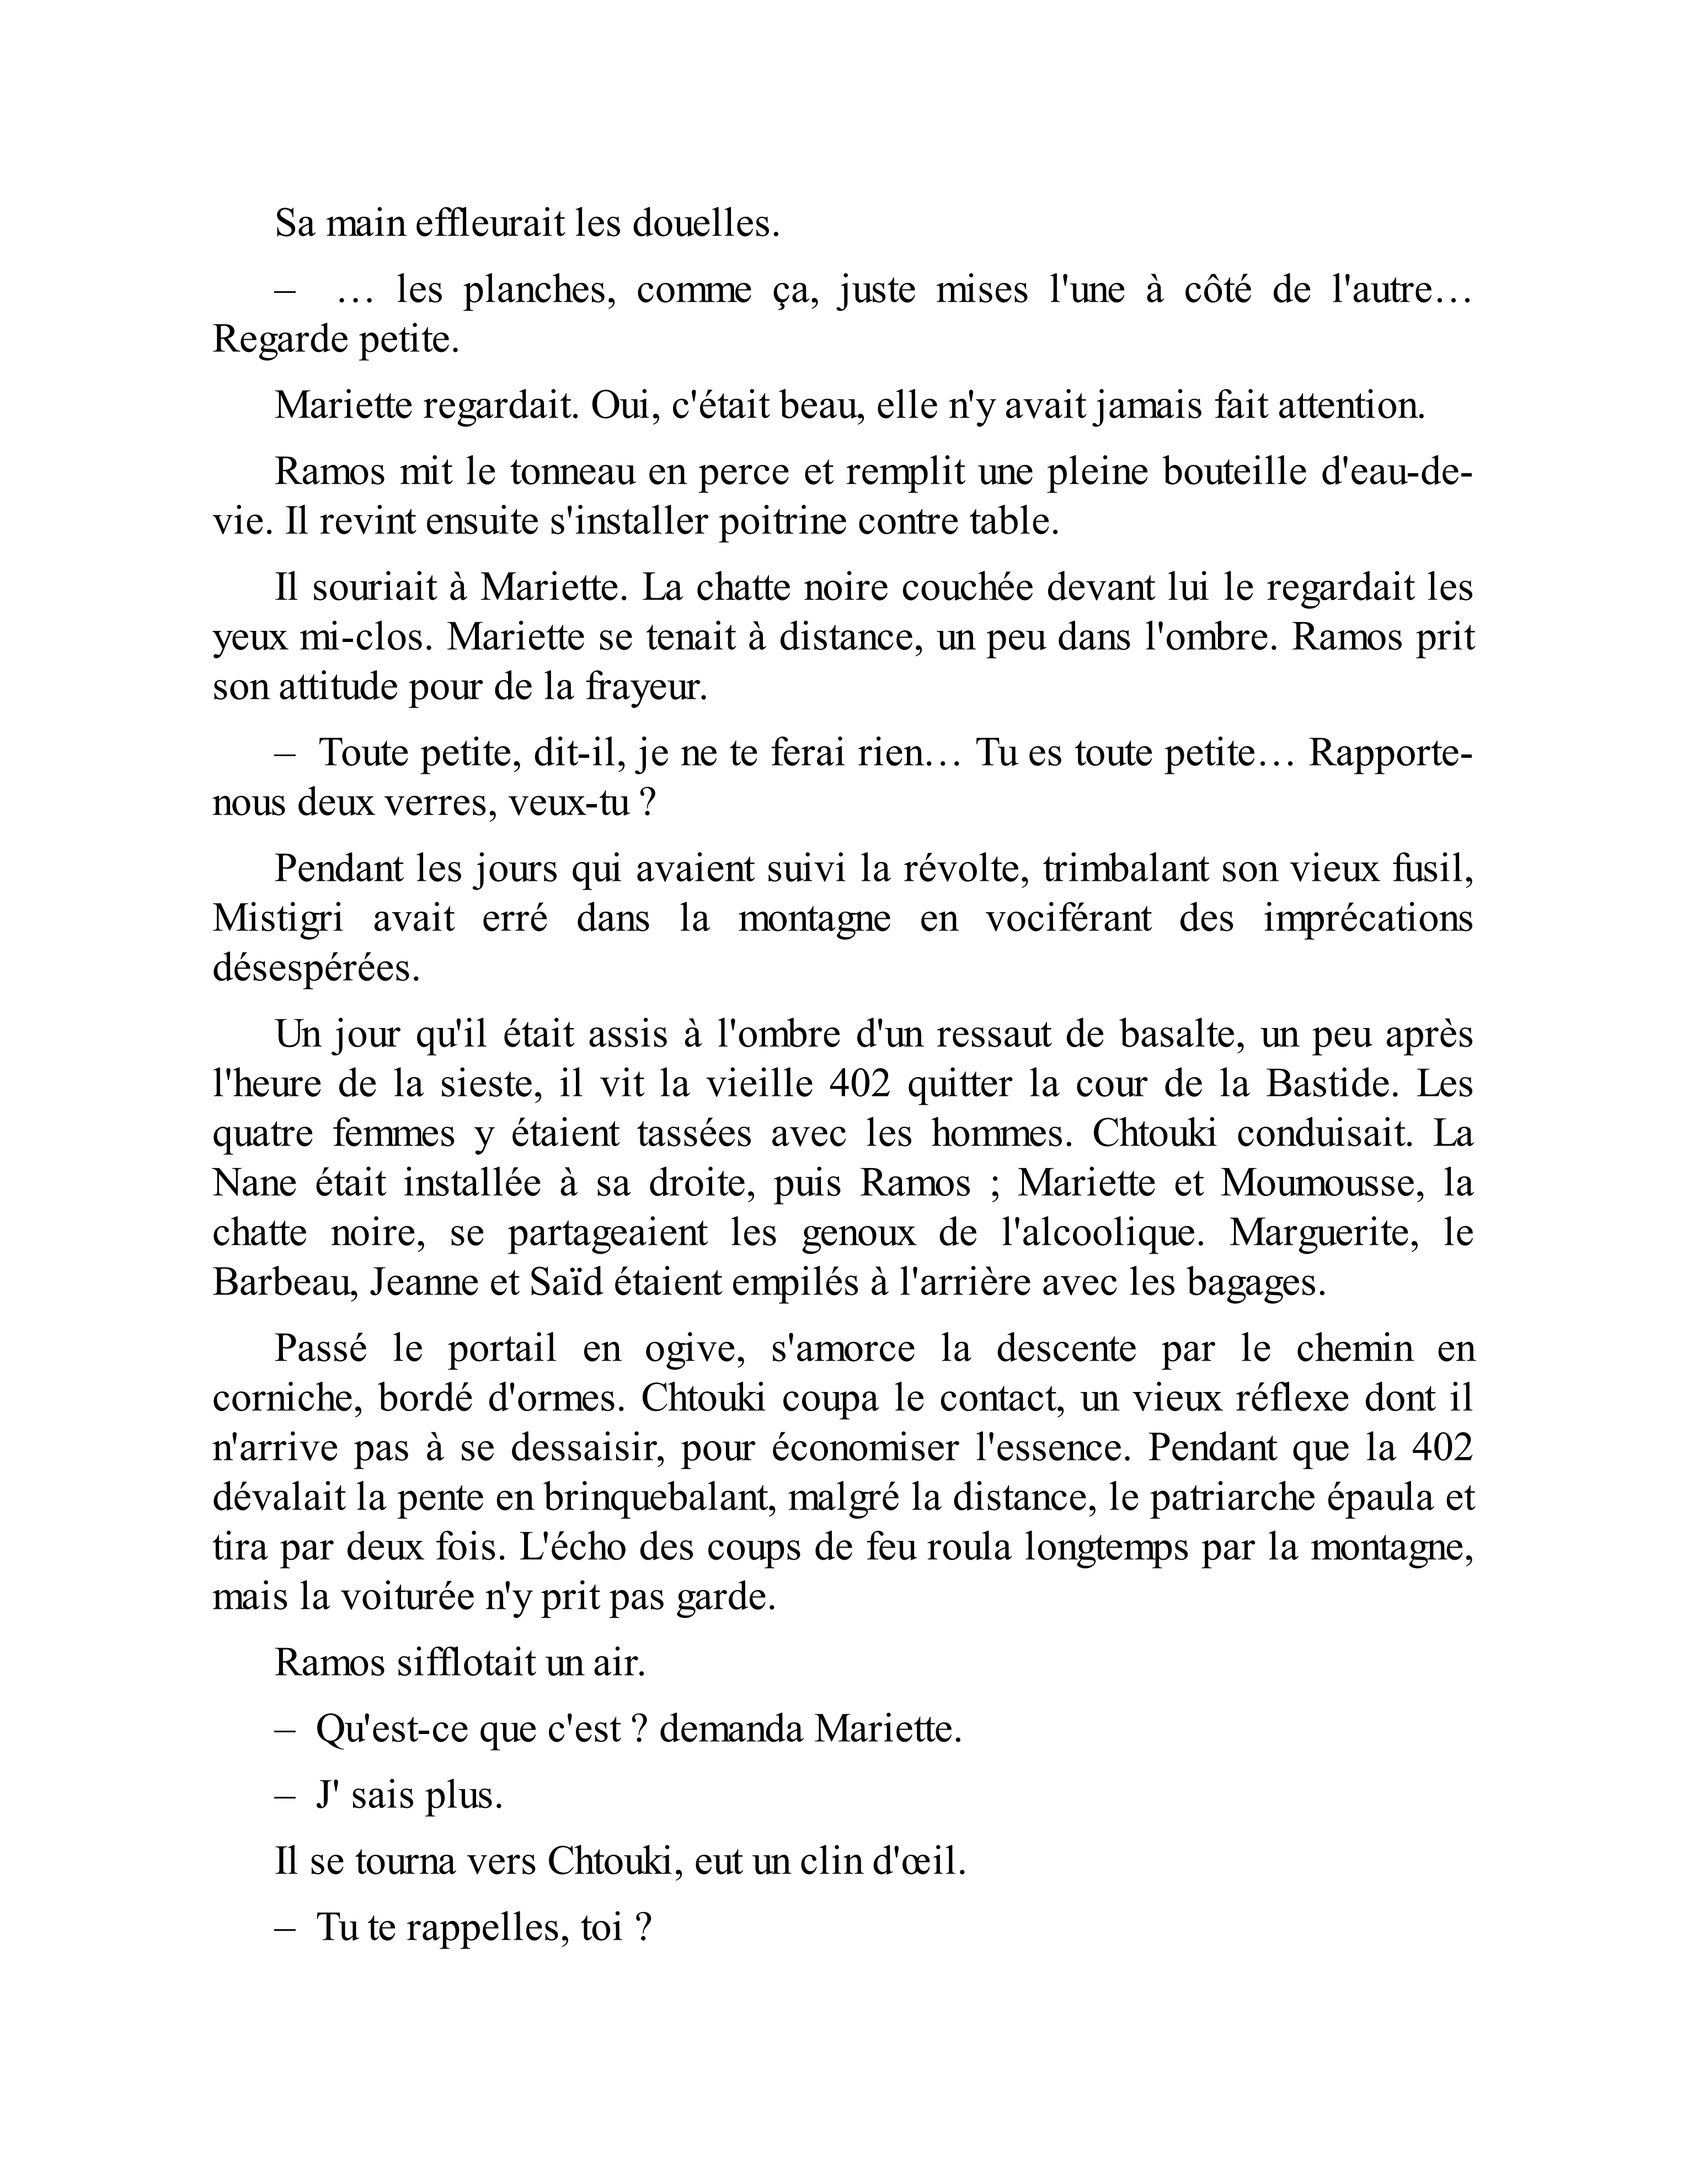 Sa main effleurait les douelles.
– … les planches, comme ça, juste mises l'une à côté de l'autre…
Regarde petite.
Mariette regardait. Oui, c'était beau, elle n'y avait jamais fait attention.
Ramos mit le tonneau en perce et remplit une pleine bouteille d'eau-de-
vie. Il revint ensuite s'installer poitrine contre table.
Il souriait à Mariette. La chatte noire couchée devant lui le regardait les
yeux mi-clos. Mariette se tenait à distance, un peu dans l'ombre. Ramos prit
son attitude pour de la frayeur.
– Toute petite, dit-il, je ne te ferai rien… Tu es toute petite… Rapporte-
nous deux verres, veux-tu ?
Pendant les jours qui avaient suivi la révolte, trimbalant son vieux fusil,
Mistigri avait erré dans la montagne en vociférant des imprécations
désespérées.
Un jour qu'il était assis à l'ombre d'un ressaut de basalte, un peu après
l'heure de la sieste, il vit la vieille 402 quitter la cour de la Bastide. Les
quatre femmes y étaient tassées avec les hommes. Chtouki conduisait. La
Nane était installée à sa droite, puis Ramos ; Mariette et Moumousse, la
chatte noire, se partageaient les genoux de l'alcoolique. Marguerite, le
Barbeau, Jeanne et Saïd étaient empilés à l'arrière avec les bagages.
Passé le portail en ogive, s'amorce la descente par le chemin en
corniche, bordé d'ormes. Chtouki coupa le contact, un vieux réflexe dont il
n'arrive pas à se dessaisir, pour économiser l'essence. Pendant que la 402
dévalait la pente en brinquebalant, malgré la distance, le patriarche épaula et
tira par deux fois. L'écho des coups de feu roula longtemps par la montagne,
mais la voiturée n'y prit pas garde.
Ramos sifflotait un air.
– Qu'est-ce que c'est ? demanda Mariette.
– J' sais plus.
Il se tourna vers Chtouki, eut un clin d'œil.
– Tu te rappelles, toi ?